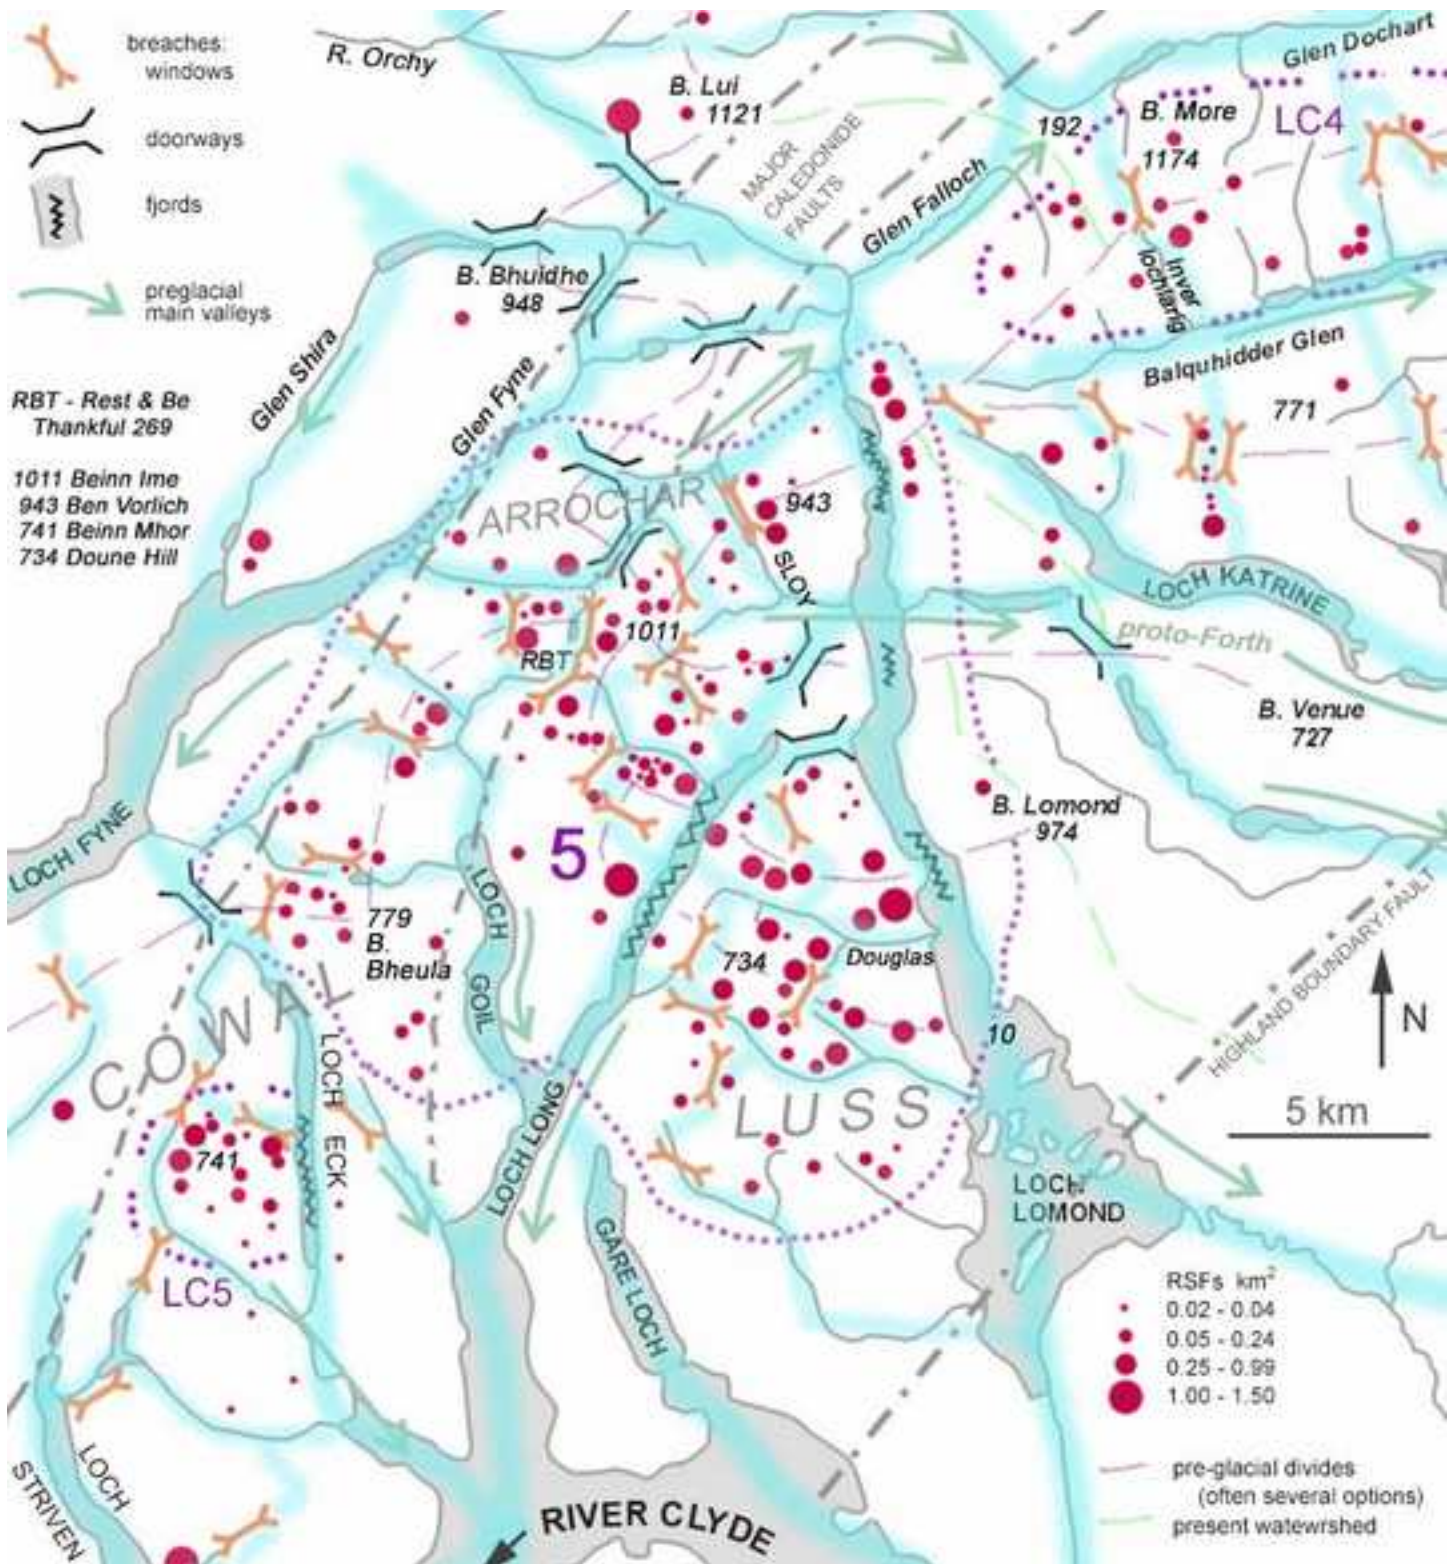 breaches:
windows
doorways
fjords
preglacial
main valleys
RBT - Rest & Be
Thankful 269
1011 Beinn Ime
943 Ben Vorlich
741 Beinn Mhor
734 Doune Hill
R. Orchy
B. Lui
1121
MAJOR
CALEDONIDE
FAULTS
Glen Falloch
192
B. More
1174
LC4
Glen Dochart
B. Bhuidhe
948
Glen Shira
Glen Fyne
Inver
lochlarig
Balquhidder Glen
771
ARROCHAR
943
SLOY
LOCH KATRINE
1011
RBT
proto-Forth
B. Venue
727
LOCH FYNE
5
B. Lomond
974
779
B.
Bheula
LOCH
GOIL
734
Douglas
HIGHLAND BOUNDARY FAULT
N
COWAL
LOCH
ECK
10
5 km
LUSS
LOCH LONG
741
LC5
GARE LOCH
LOCH
LOMOND
RSFs km²
0.02 - 0.04
0.05 - 0.24
0.25 - 0.99
1.00 - 1.50
LOCH
STRIVEN
RIVER CLYDE
pre-glacial divides
(often several options)
present watewrshed